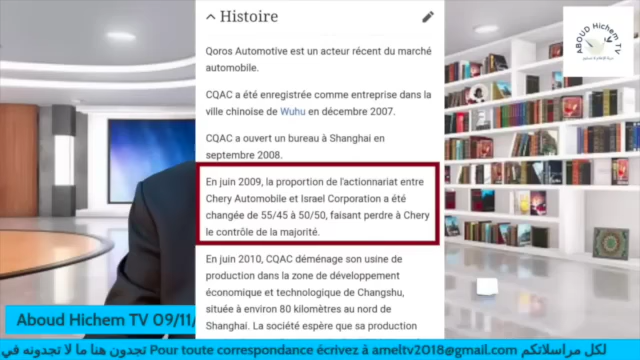 Histoire
Qoros Automotive est un acteur récent du marché
automobile.
CQAC a été enregistrée comme entreprise dans la
ville chinoise de Wuhu en décembre 2007.
CQAC a ouvert un bureau à Shanghai en
septembre 2008.
En juin 2009, la proportion de l'actionnariat entre
Chery Automobile et Israel Corporation a été
changée de 55/45 à 50/50, faisant perdre à Chery
le contrôle de la majorité.
En juin 2010, CQAC déménage son usine de
production dans la zone de développement
économique et technologique de Changshu,
située à environ 80 kilomètres au nord de
Shanghai. La société espère que sa production
ABOUD Hichem TV
Aboud Hichem TV 09/11/
لكل مراسلاتكم Pour toute correspondance écrivez à ameltv2018@gmail.com تجدون هنا ما لا تجدونه في